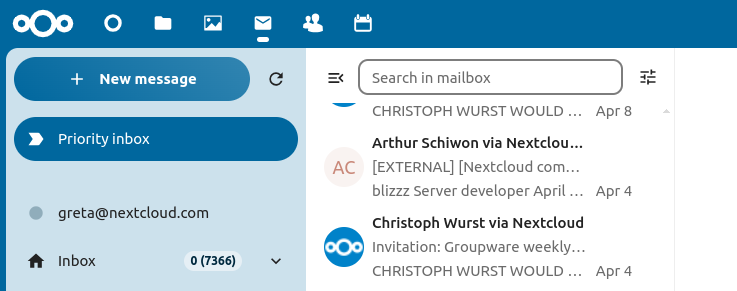 New message
Search in mailbox
Priority inbox
greta@nextcloud.com
Inbox
0 (7366)
CHRISTOPH WURST WOULD ...
Apr 8
Arthur Schiwon via Nextclou...
AC
[EXTERNAL] [Nextcloud com...
blizzz Server developer April ...
Apr 4
Christoph Wurst via Nextcloud
Invitation: Groupware weekly...
CHRISTOPH WURST WOULD ...
Apr 4